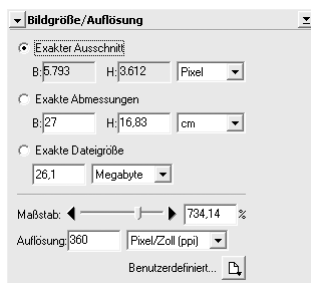 Bildgröße/Auflösung
Exakter Ausschnitt
B: 5.793 H: 3.612 Pixel
Exakte Abmessungen
B: 27 H: 16,83 cm
Exakte Dateigröße
26,1 Megabyte
Maßstab: 734,14 %
Auflösung: 360 Pixel/Zoll (ppi)
Benutzerdefiniert...